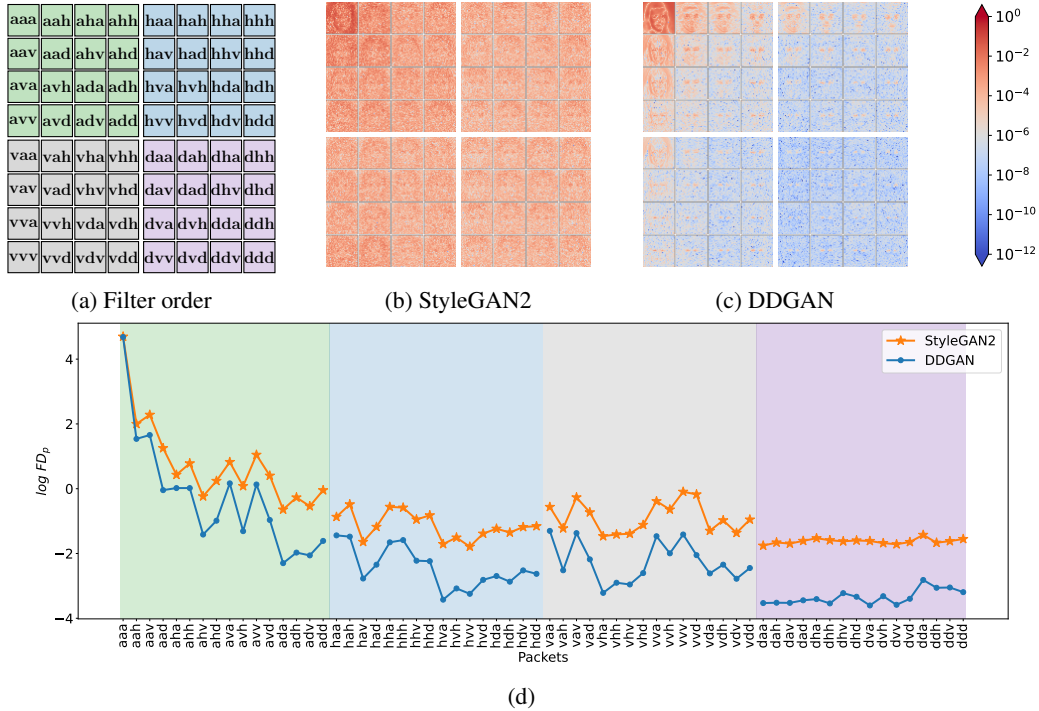 aaa aah aha ahh haa hah hha hhh
aav aad ahv ahd hav had hhv hhd
ava avh ada adh hva hvh hda hdh
avv avd adv add hvv hvd hdv hdd
vaa vah vha vhh daa dah dha dhh
vav vad vhv vhd dav dad dhv dhd
vva vvh vda vdh dva dvh dda ddh
vvv vvd vdv vdd dvv dvd ddv ddd
10^0
10^−2
10^−4
10^−6
10^−8
10^−10
10^−12
(a) Filter order
(b) StyleGAN2
(c) DDGAN
StyleGAN2
DDGAN
4
2
0
−2
−4
log FD_p
aaa aah aav aad aha ahh ahv ahd ava avh avv avd ada adh adv add haa hah hav had hha hhh hhv hhd hva hvh hvv hvd hda hdh hdv hdd vaa vah vav vad vha vhh vhv vhd vva vvh vvv vvd vda vdh vdv vdd daa dah dav dad dha dhh dhv dhd dva dvh dvv dvd dda ddh ddv ddd
Packets
(d)